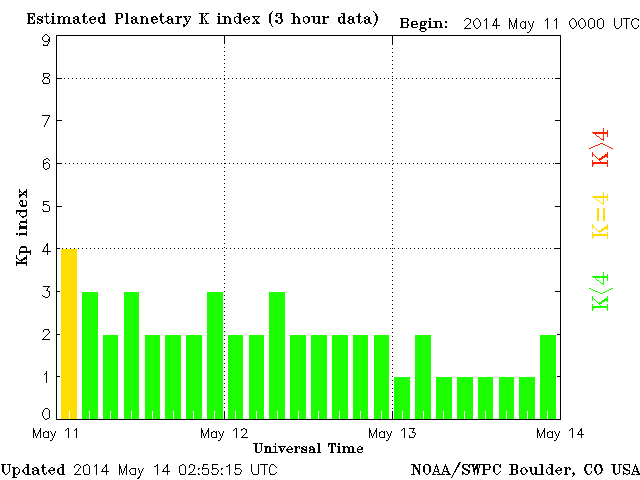 Estimated Planetary K index (3 hour data) Begin: 2014 May 11 0000 UTC
9
8
7
6
5
4
3
2
1
0
Kp index
K>4
K=4
K<4
May 11 May 12 May 13 May 14
Universal Time
Updated 2014 May 14 02:55:15 UTC NOAA/SWPC Boulder, CO USA